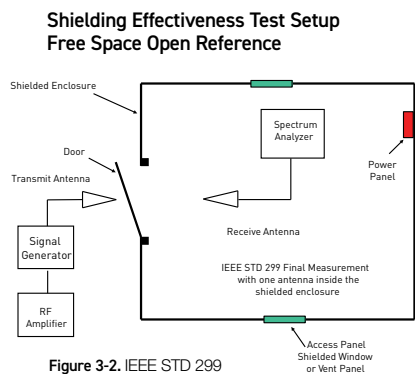 Shielding Effectiveness Test Setup
Free Space Open Reference
Shielded Enclosure
Spectrum
Analyzer
Door
Power
Panel
Transmit Antenna
Receive Antenna
Signal
Generator
IEEE STD 299 Final Measurement
with one antenna inside the
shielded enclosure
RF
Amplifier
Access Panel
Shielded Window
or Vent Panel
Figure 3-2. IEEE STD 299